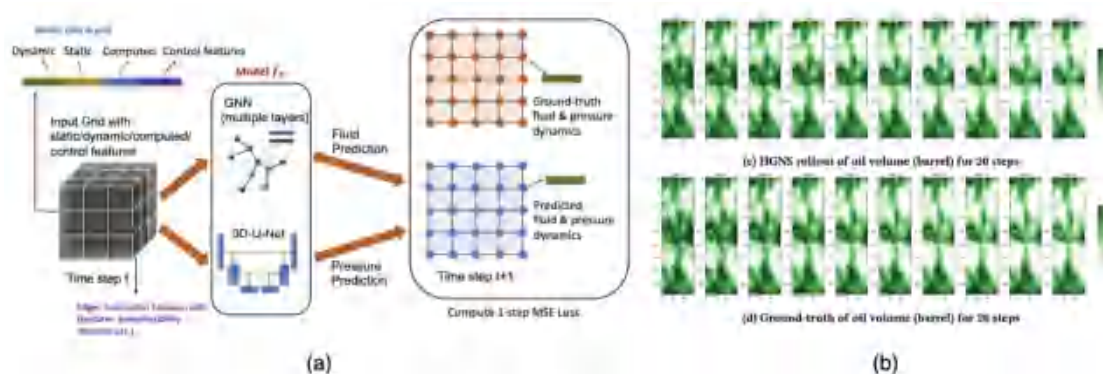 Dynamic Static Computed Control features
Model f
Input Grid with
static/dynamic/computed/
control features
GNN
(multiple layers)
3D-U-Net
Time step t
Fluid
Prediction
Pressure
Prediction
Ground-truth
fluid & pressure
dynamics
Predicted
fluid & pressure
dynamics
Time step t+1
Compute 1-step MSE Loss
(a)
(c) HGNS rollout of oil volume (barrel) for 20 steps
(d) Ground-truth of oil volume (barrel) for 20 steps
(b)